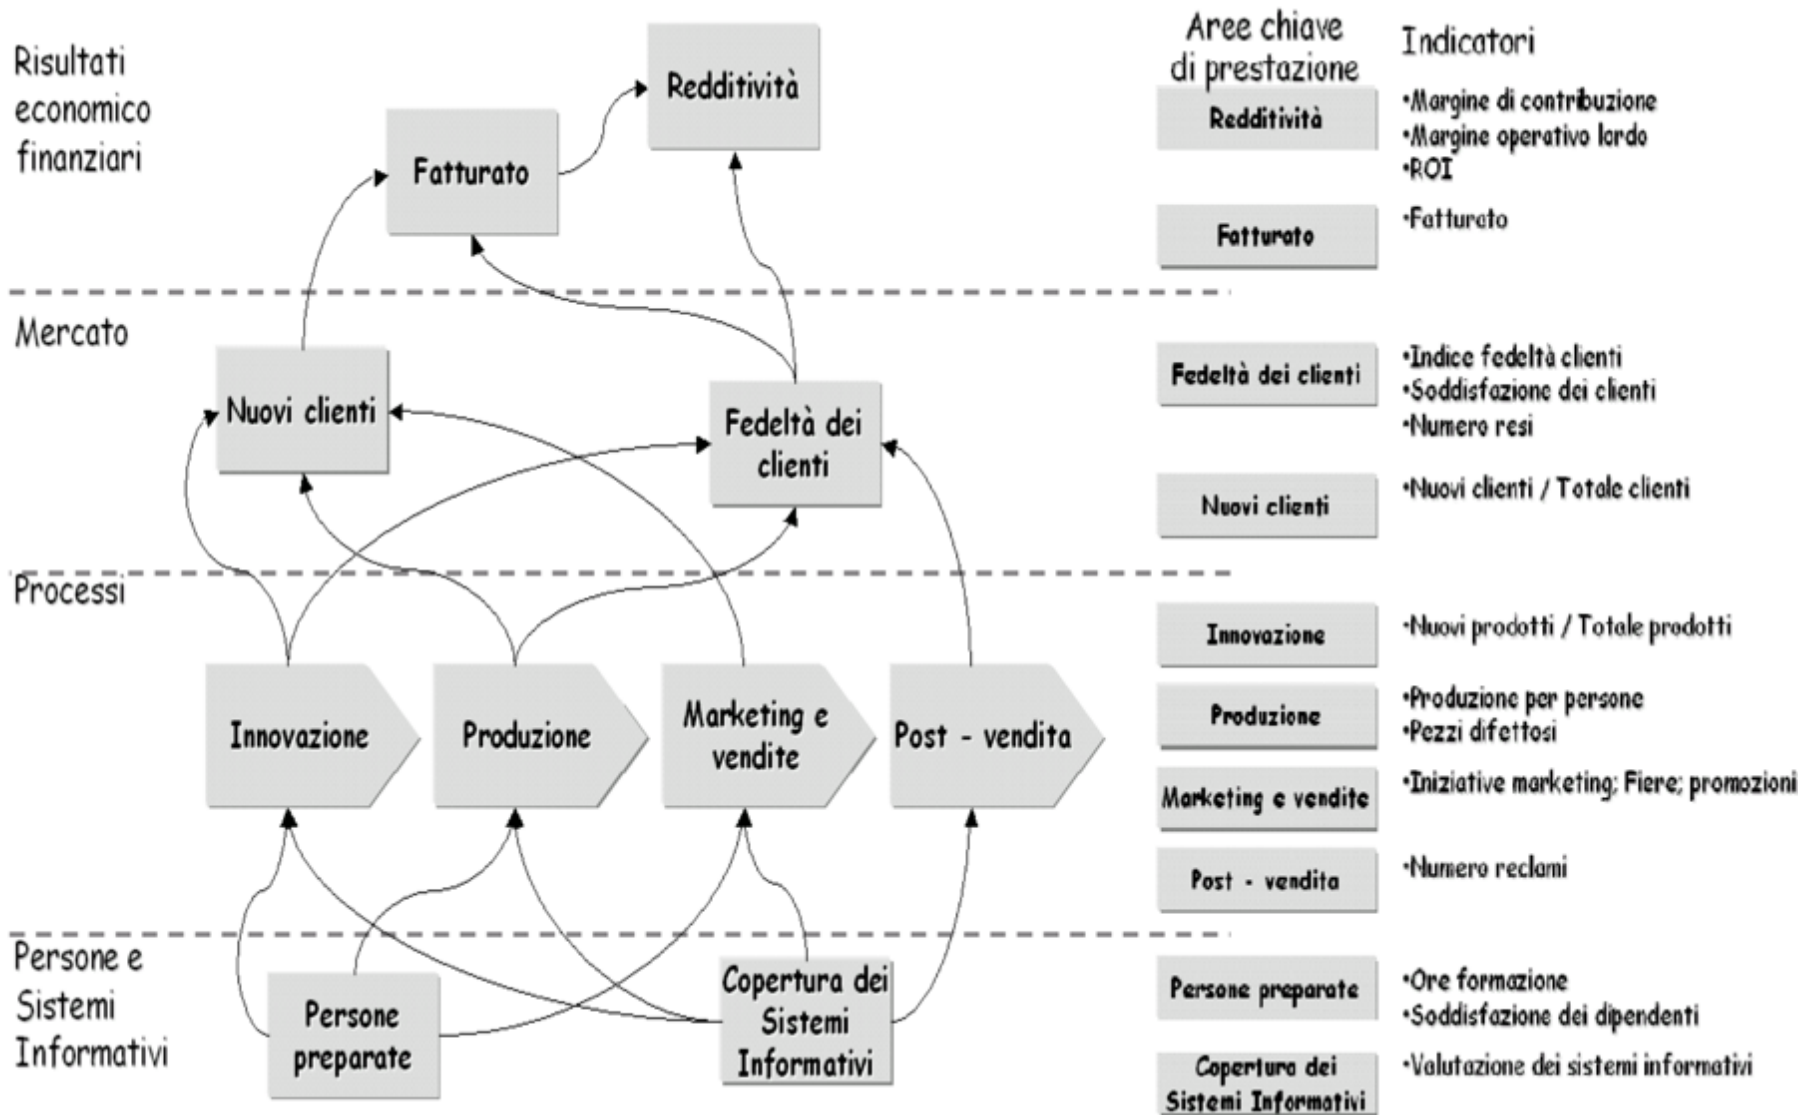 Risultati
economico
finanziari
Redditività
Fatturato
Mercato
Nuovi clienti
Fedeltà dei
clienti
Processi
Innovazione
Produzione
Marketing e
vendite
Post - vendita
Persone e
Sistemi
Informativi
Persone
preparate
Copertura dei
Sistemi
Informativi
Aree chiave
di prestazione
Indicatori
Redditività
•Margine di contribuzione
•Margine operativo lordo
•ROI
Fatturato
•Fatturato
Fedeltà dei clienti
•Indice fedeltà clienti
•Soddisfazione dei clienti
•Numero resi
Nuovi clienti
•Nuovi clienti / Totale clienti
Innovazione
•Nuovi prodotti / Totale prodotti
Produzione
•Produzione per persone
•Pezzi difettosi
Marketing e vendite
•Iniziative marketing; Fiere; promozioni
Post - vendita
•Numero reclami
Persone preparate
•Ore formazione
•Soddisfazione dei dipendenti
Copertura dei
Sistemi Informativi
•Valutazione dei sistemi informativi